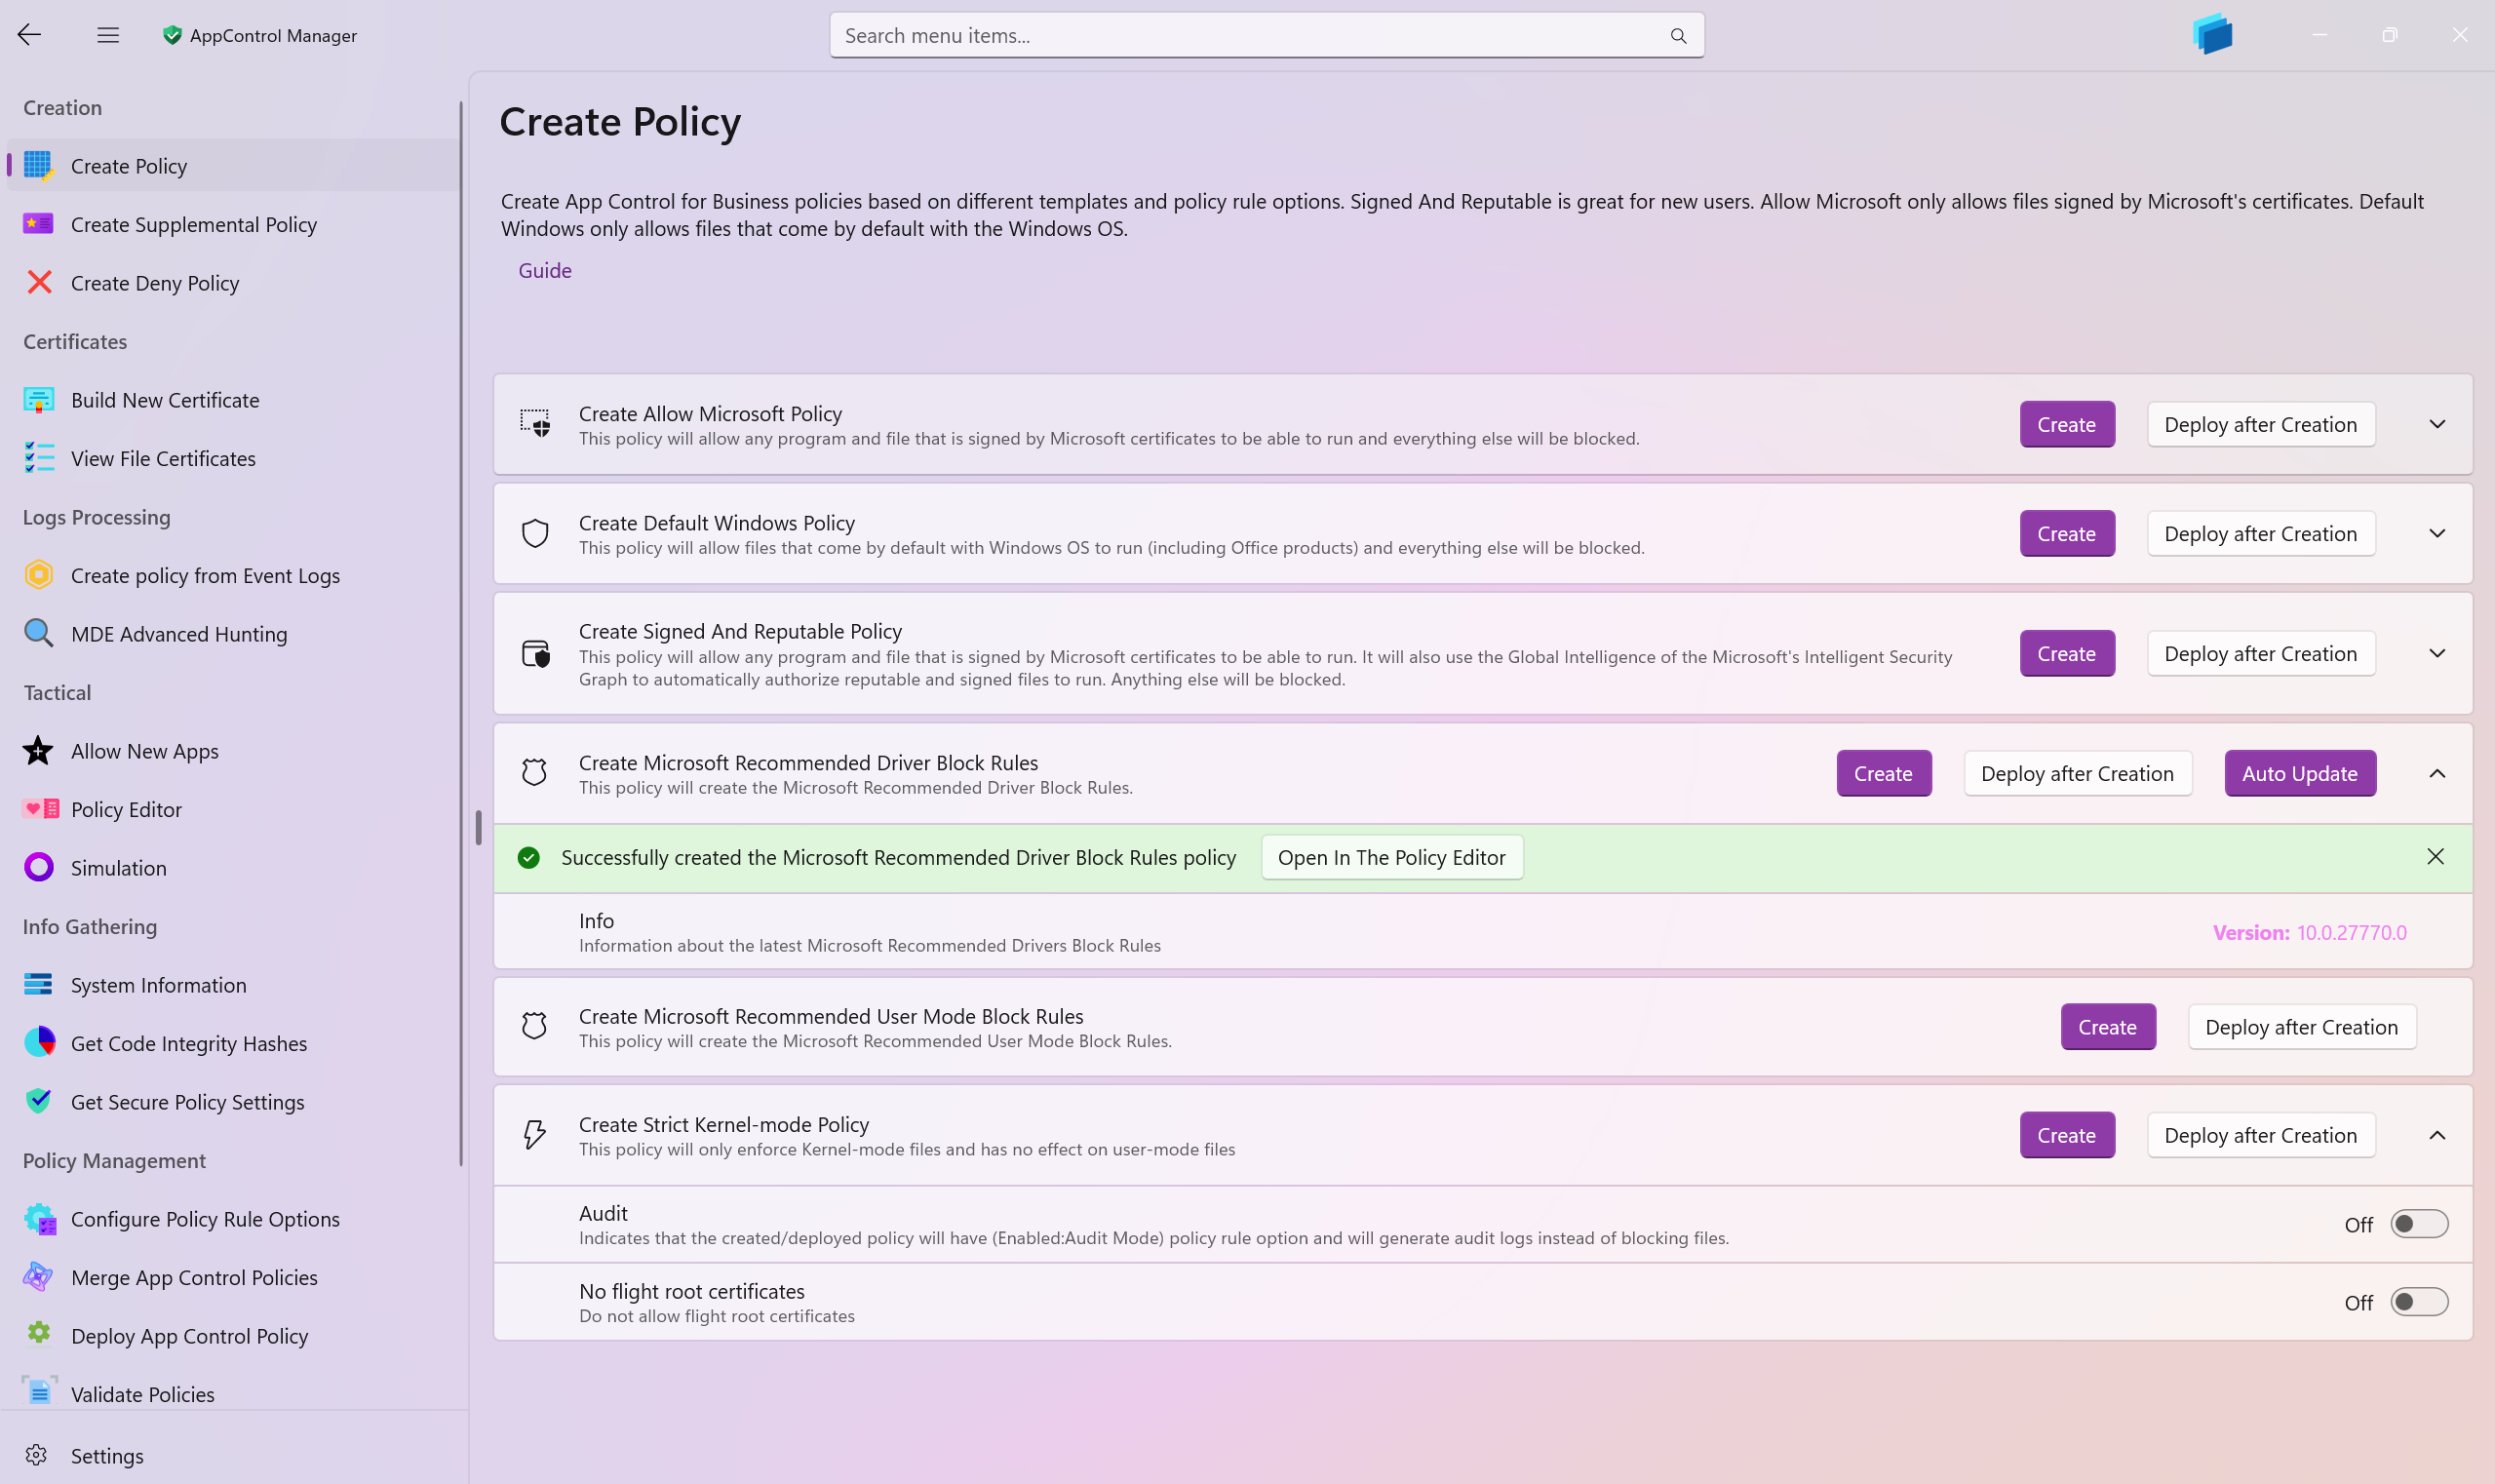 AppControl Manager
Search menu items...
Creation
Create Policy
Create Supplemental Policy
Create Deny Policy
Certificates
Build New Certificate
View File Certificates
Logs Processing
Create policy from Event Logs
MDE Advanced Hunting
Tactical
Allow New Apps
Policy Editor
Simulation
Info Gathering
System Information
Get Code Integrity Hashes
Get Secure Policy Settings
Policy Management
Configure Policy Rule Options
Merge App Control Policies
Deploy App Control Policy
Validate Policies
Settings
Create Policy
Create App Control for Business policies based on different templates and policy rule options. Signed And Reputable is great for new users. Allow Microsoft only allows files signed by Microsoft's certificates. Default
Windows only allows files that come by default with the Windows OS.
Guide
Create Allow Microsoft Policy
This policy will allow any program and file that is signed by Microsoft certificates to be able to run and everything else will be blocked.
Create Deploy after Creation
Create Default Windows Policy
This policy will allow files that come by default with Windows OS to run (including Office products) and everything else will be blocked.
Create Deploy after Creation
Create Signed And Reputable Policy
This policy will allow any program and file that is signed by Microsoft certificates to be able to run. It will also use the Global Intelligence of the Microsoft's Intelligent Security
Graph to automatically authorize reputable and signed files to run. Anything else will be blocked.
Create Deploy after Creation
Create Microsoft Recommended Driver Block Rules
This policy will create the Microsoft Recommended Driver Block Rules.
Create Deploy after Creation Auto Update
Successfully created the Microsoft Recommended Driver Block Rules policy Open In The Policy Editor
Info
Information about the latest Microsoft Recommended Drivers Block Rules
Version: 10.0.27770.0
Create Microsoft Recommended User Mode Block Rules
This policy will create the Microsoft Recommended User Mode Block Rules.
Create Deploy after Creation
Create Strict Kernel-mode Policy
This policy will only enforce Kernel-mode files and has no effect on user-mode files
Create Deploy after Creation
Audit
Indicates that the created/deployed policy will have (Enabled:Audit Mode) policy rule option and will generate audit logs instead of blocking files.
Off
No flight root certificates
Do not allow flight root certificates
Off